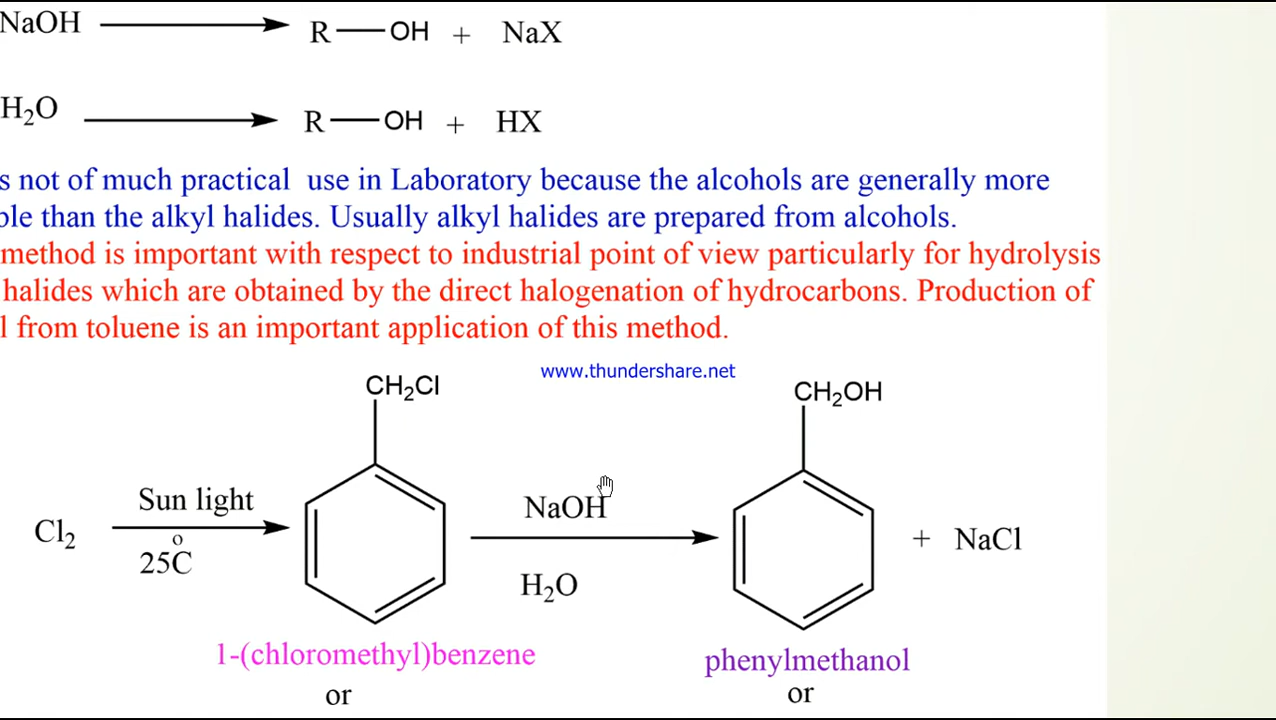 NaOH R—OH + NaX
H₂O R—OH + HX
s not of much practical use in Laboratory because the alcohols are generally more
ble than the alkyl halides. Usually alkyl halides are prepared from alcohols.
method is important with respect to industrial point of view particularly for hydrolysis
halides which are obtained by the direct halogenation of hydrocarbons. Production of
l from toluene is an important application of this method.
www.thundershare.net
CH₂Cl CH₂OH
Sun light NaOH
Cl₂ + NaCl
25°C H₂O
1-(chloromethyl)benzene phenylmethanol
or or